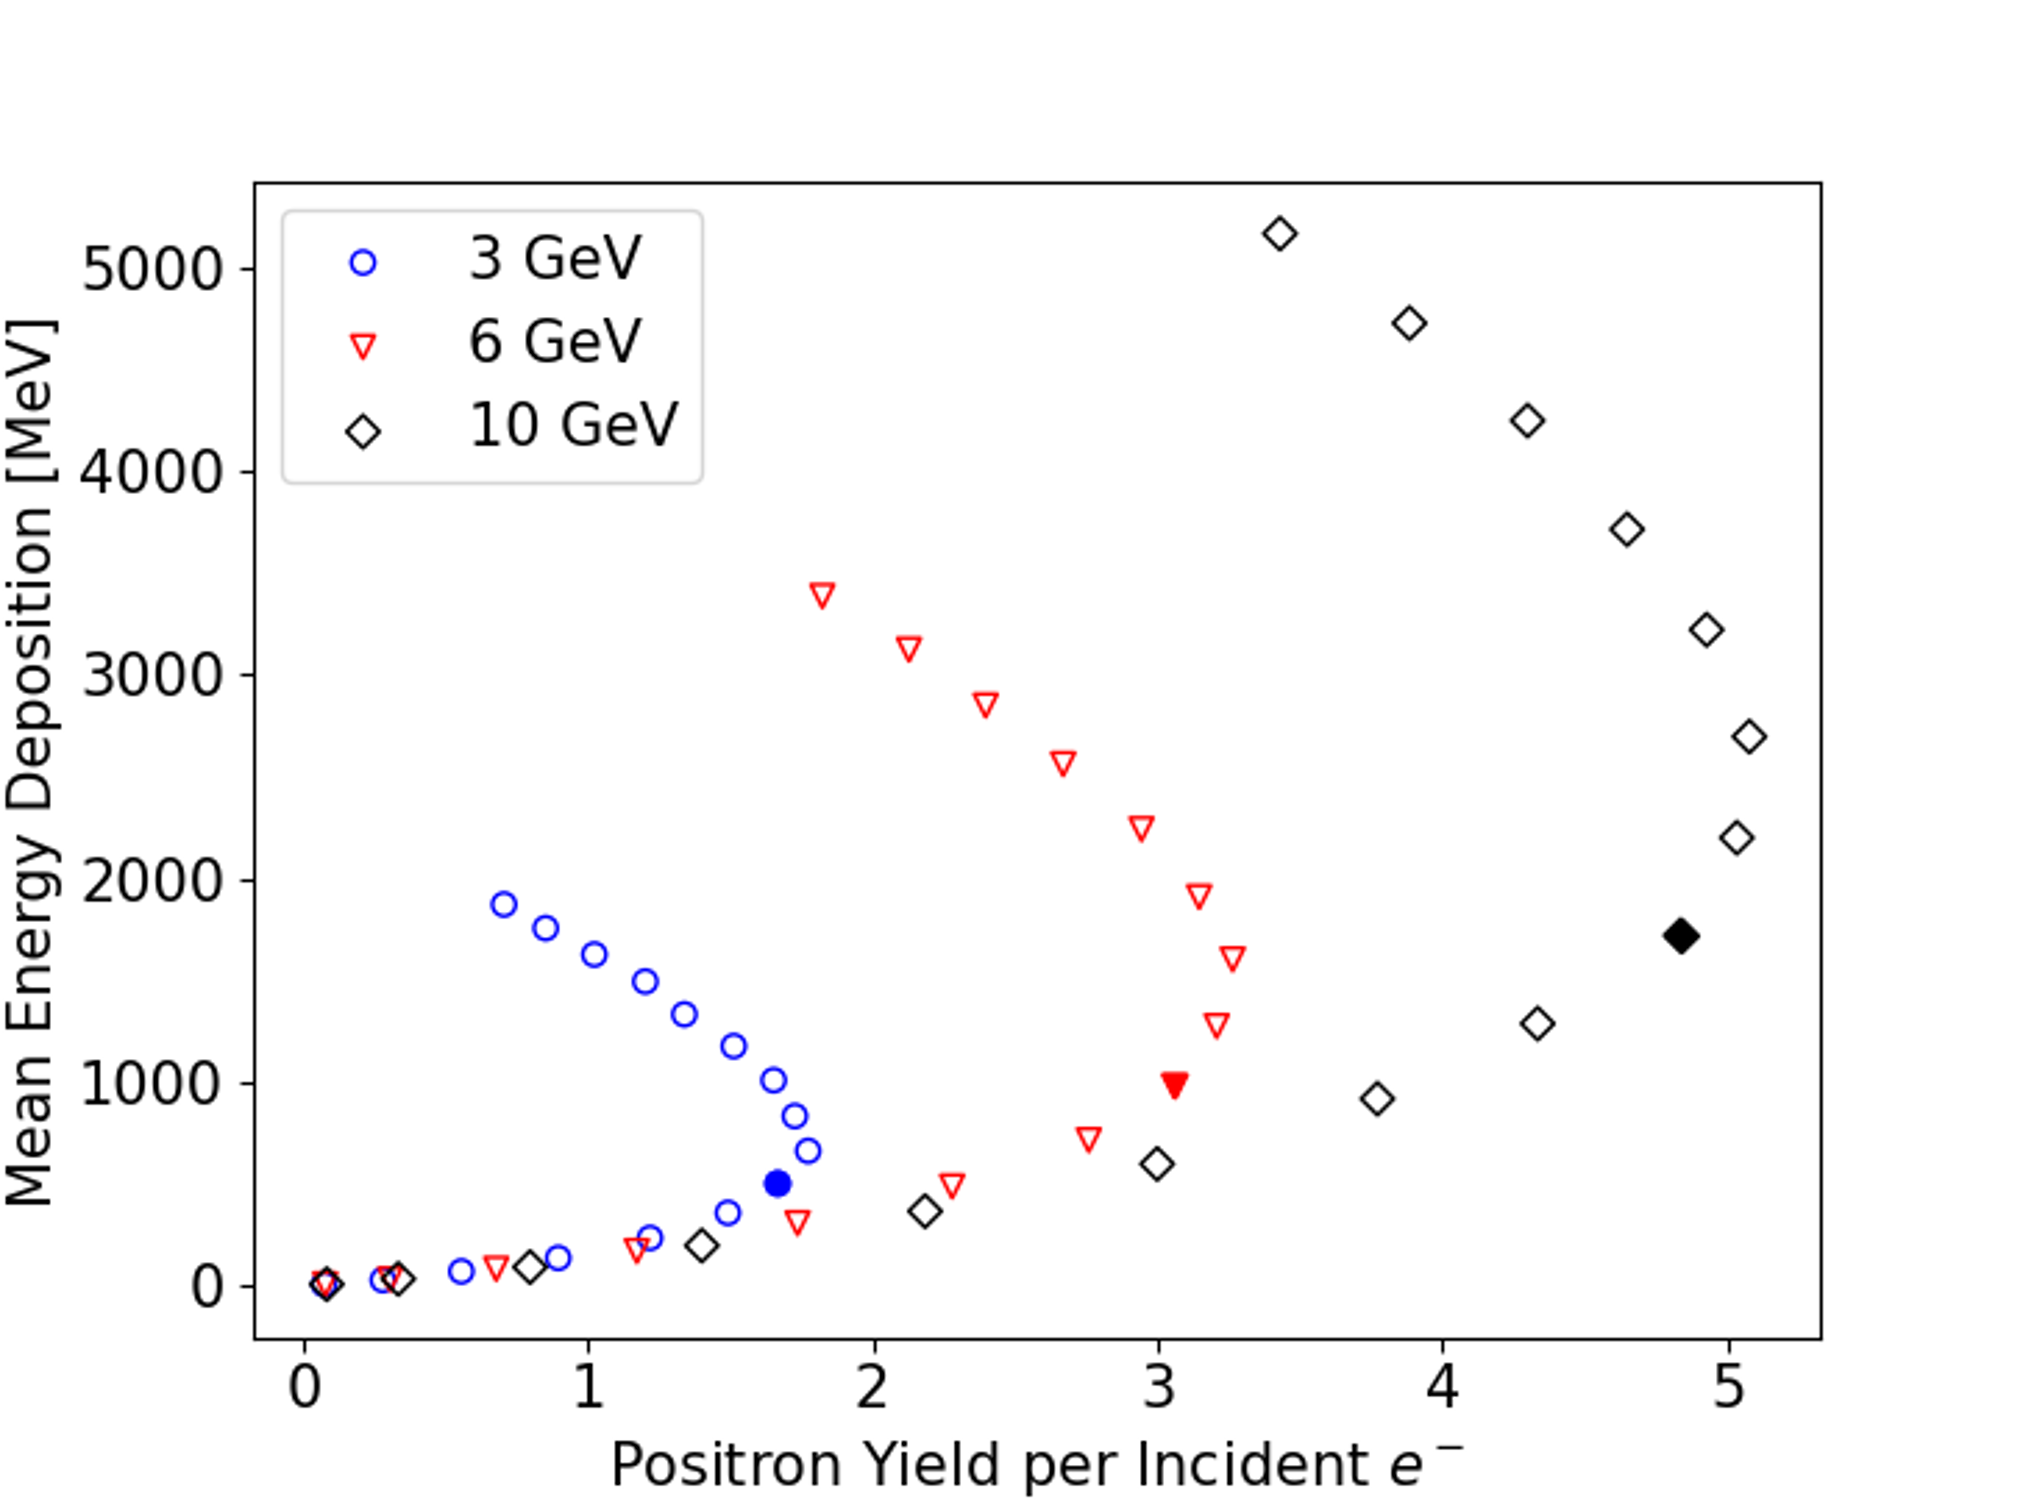 3 GeV
6 GeV
10 GeV
Mean Energy Deposition [MeV]
5000
4000
3000
2000
1000
0
0 1 2 3 4 5
Positron Yield per Incident e⁻